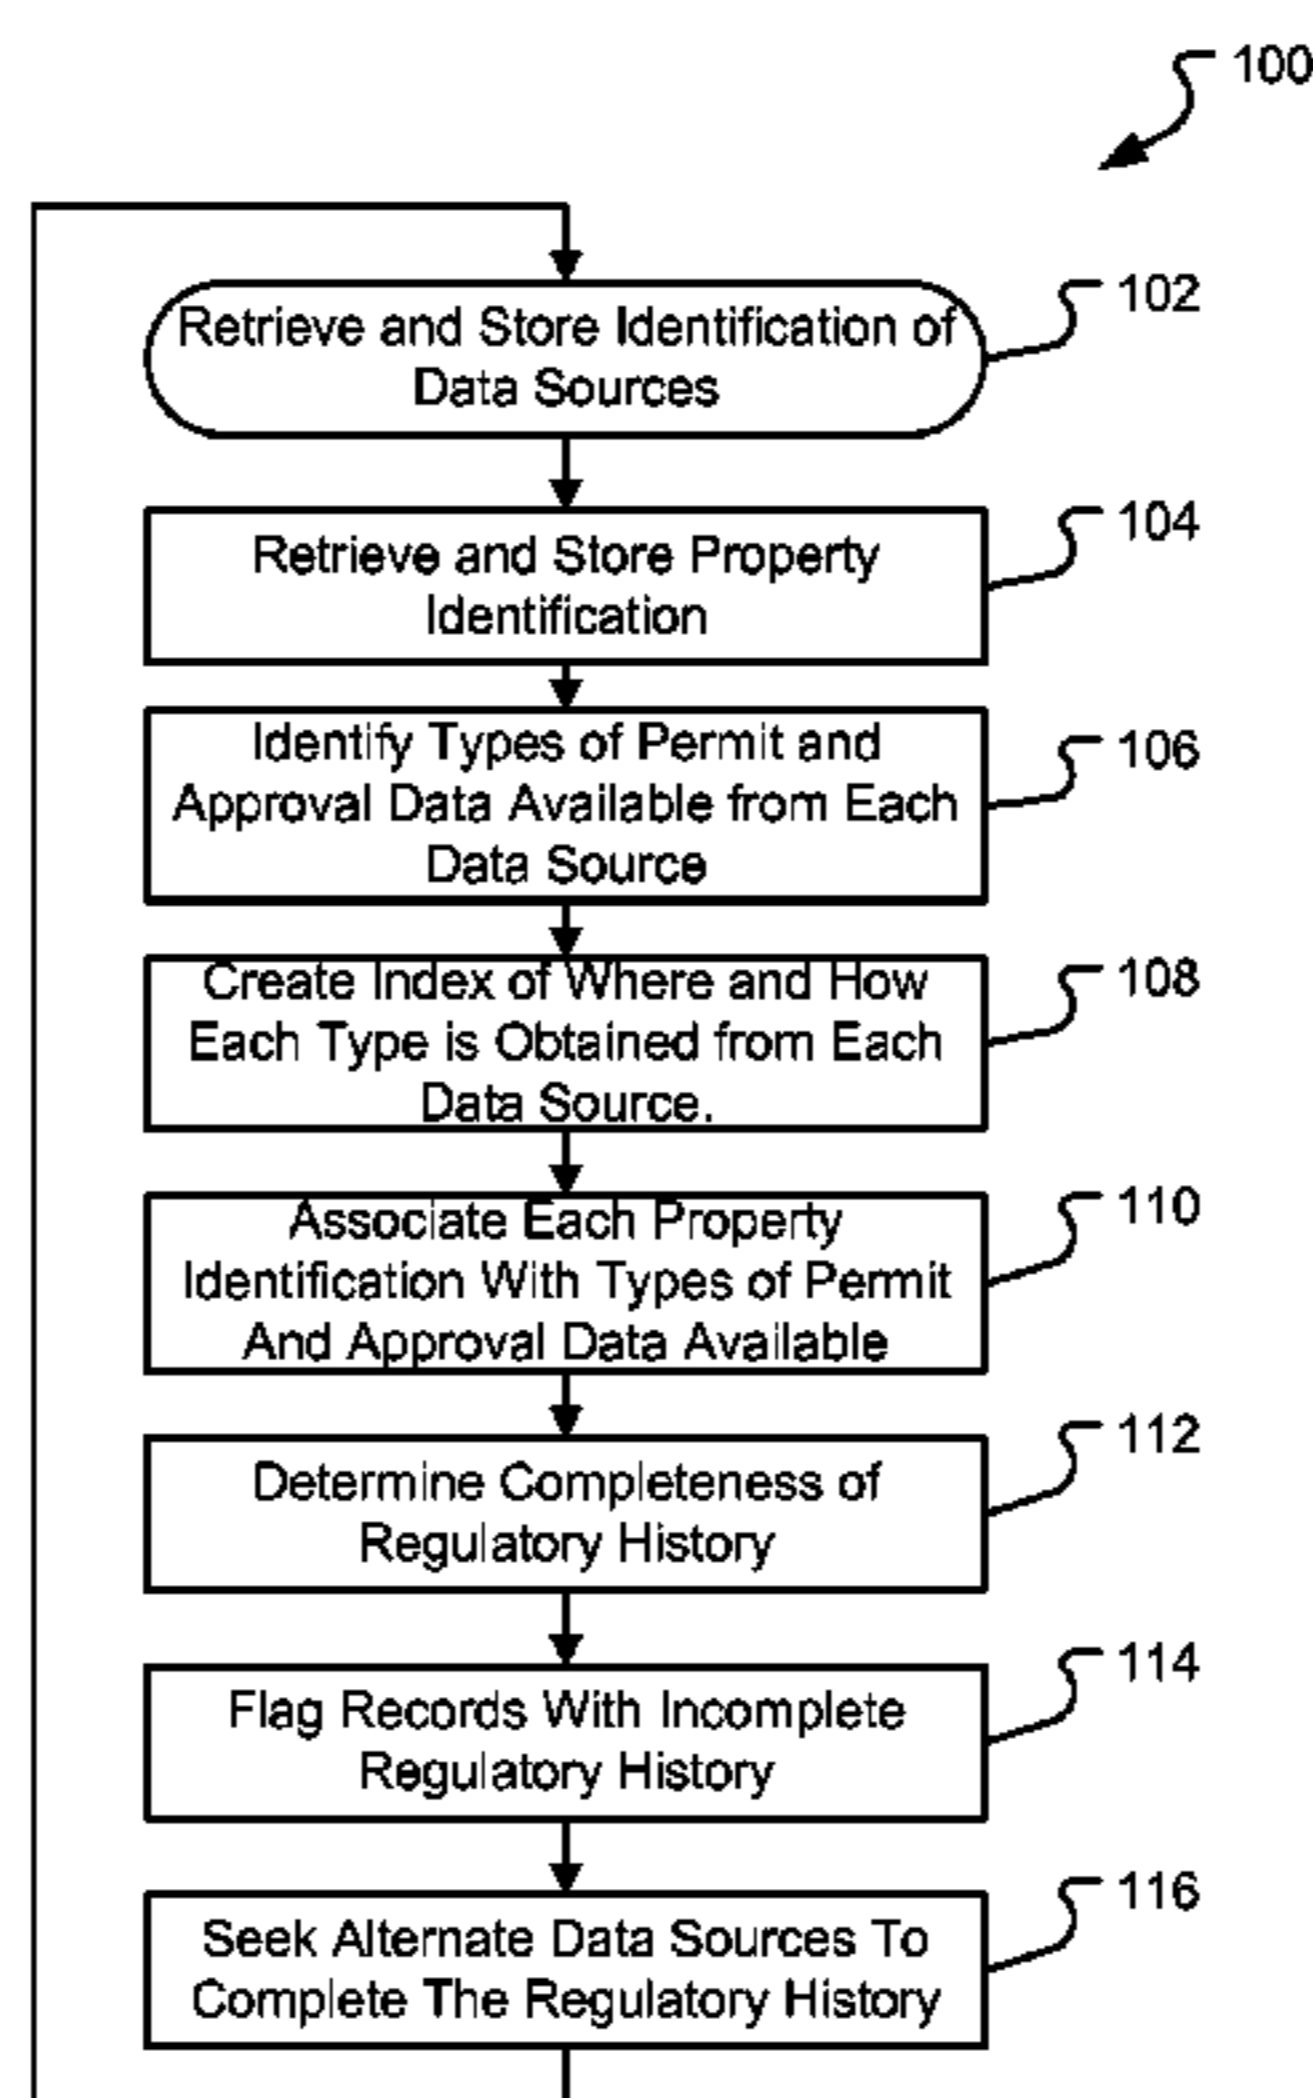 100
Retrieve and Store Identification of
Data Sources
102
Retrieve and Store Property
Identification
104
Identify Types of Permit and
Approval Data Available from Each
Data Source
106
Create Index of Where and How
Each Type is Obtained from Each
Data Source.
108
Associate Each Property
Identification With Types of Permit
And Approval Data Available
110
Determine Completeness of
Regulatory History
112
Flag Records With Incomplete
Regulatory History
114
Seek Alternate Data Sources To
Complete The Regulatory History
116